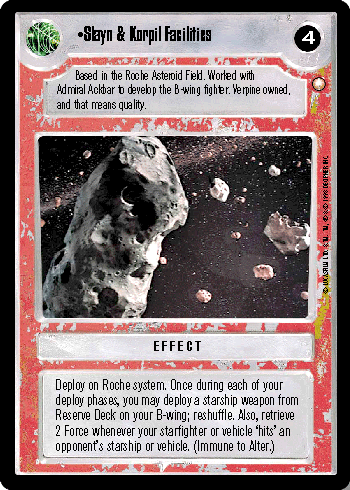 •Slayn & Korpil Facilities
4
Based in the Roche Asteroid Field. Worked with
Admiral Ackbar to develop the B-wing fighter. Verpine owned,
and that means quality.
EFFECT
Deploy on Roche system. Once during each of your
deploy phases, you may deploy a starship weapon from
Reserve Deck on your B-wing; reshuffle. Also, retrieve
2 Force whenever your starfighter or vehicle 'hits' an
opponent's starship or vehicle. (Immune to Alter.)